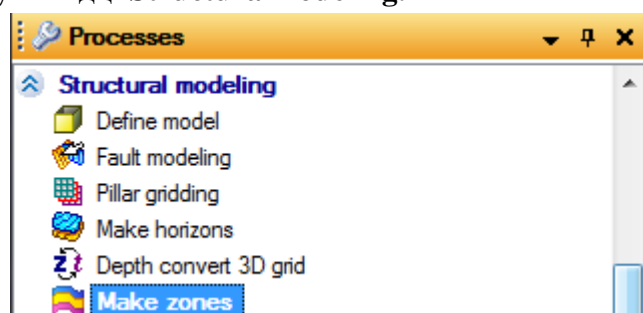 Processes
Structural modeling
Define model
Fault modeling
Pillar gridding
Make horizons
Depth convert 3D grid
Make zones